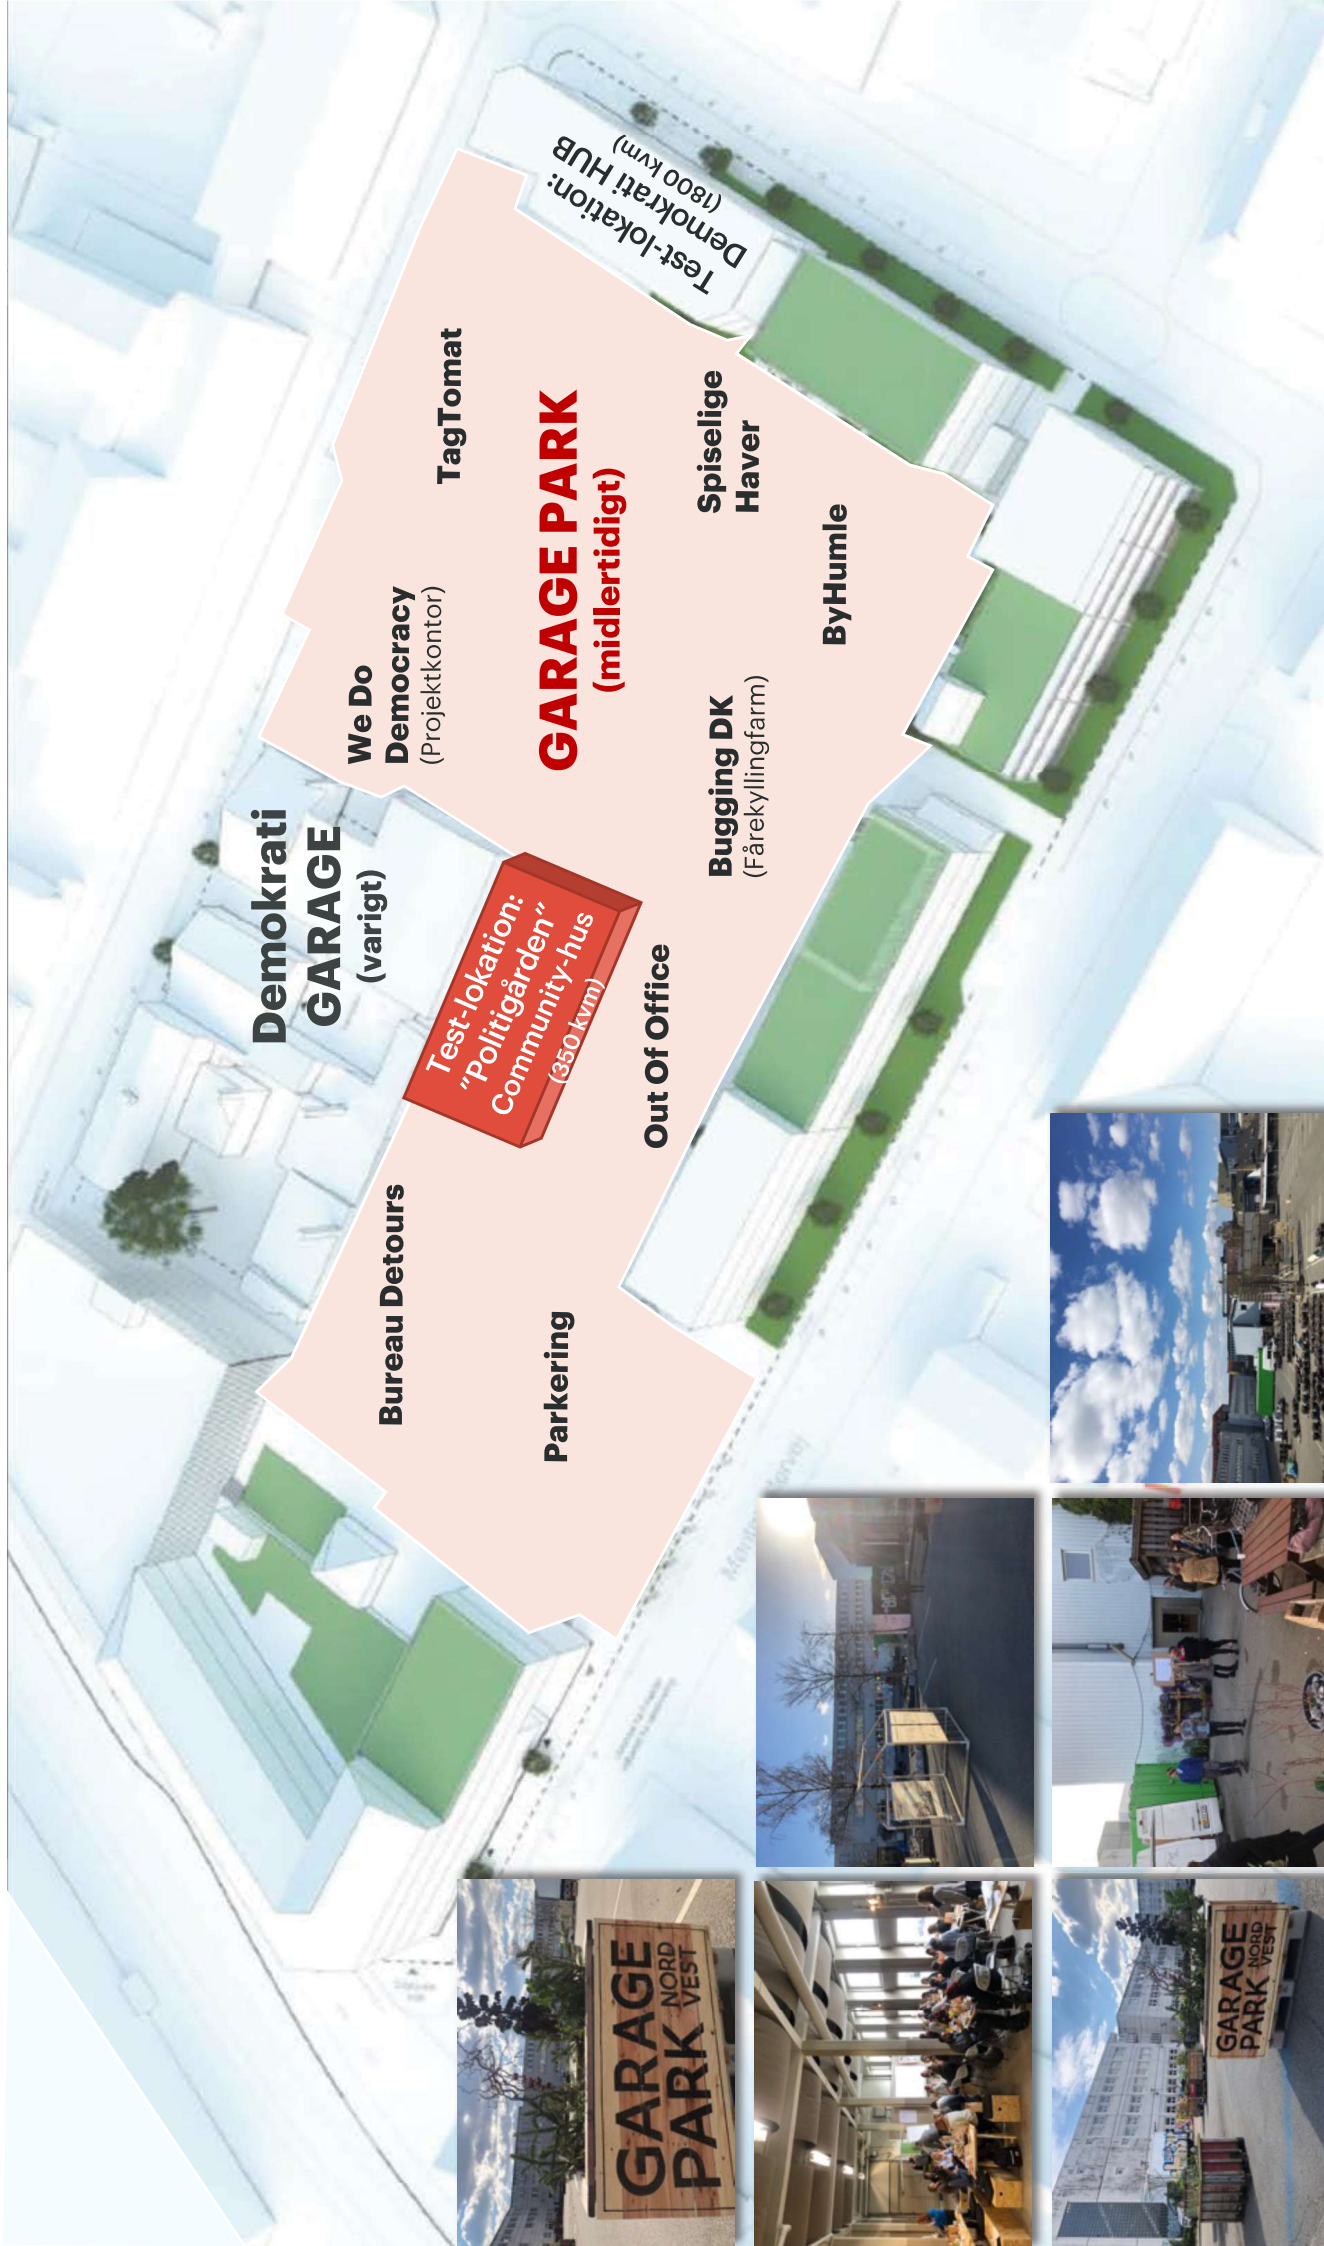 Demokrati
GARAGE
(varigt)
We Do
Democracy
(Projektkontor)
TagTomat
Test-lokation:
Demokrati HUB
(1800 kvm)
GARAGE PARK
(midlertidigt)
Test-lokation:
”Politigården”
Community-hus
(350 kvm)
Bureau Detours
Parkering
Out Of Office
Bugging DK
(Fårekyllingfarm)
Spiselige
Haver
ByHumle
GARAGE
PARK NORD
VEST
GARAGE
PARK NORD
VEST